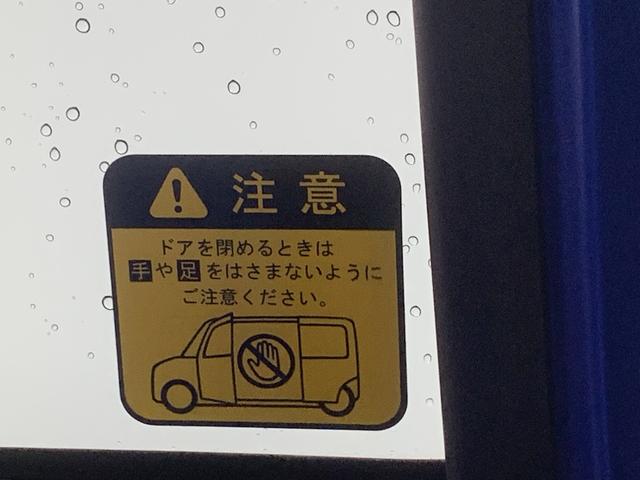 注意
ドアを閉めるときは
手や足をはさまないように
ご注意ください。